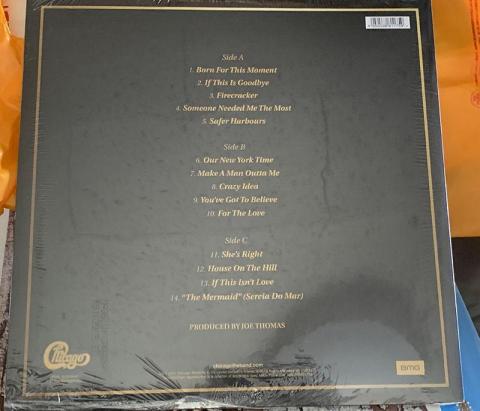 Side A
1. Born For This Moment
2. If This Is Goodbye
3. Firecracker
4. Someone Needed Me The Most
5. Safer Harbours
Side B
6. Our New York Time
7. Make A Man Outta Me
8. Crazy Idea
9. You've Got To Believe
10. For The Love
Side C
11. She's Right
12. House On The Hill
13. If This Isn't Love
14. "The Mermaid" (Sereia Do Mar)
PRODUCED BY JOE THOMAS
Chicago
chicagotheband.com
BMG